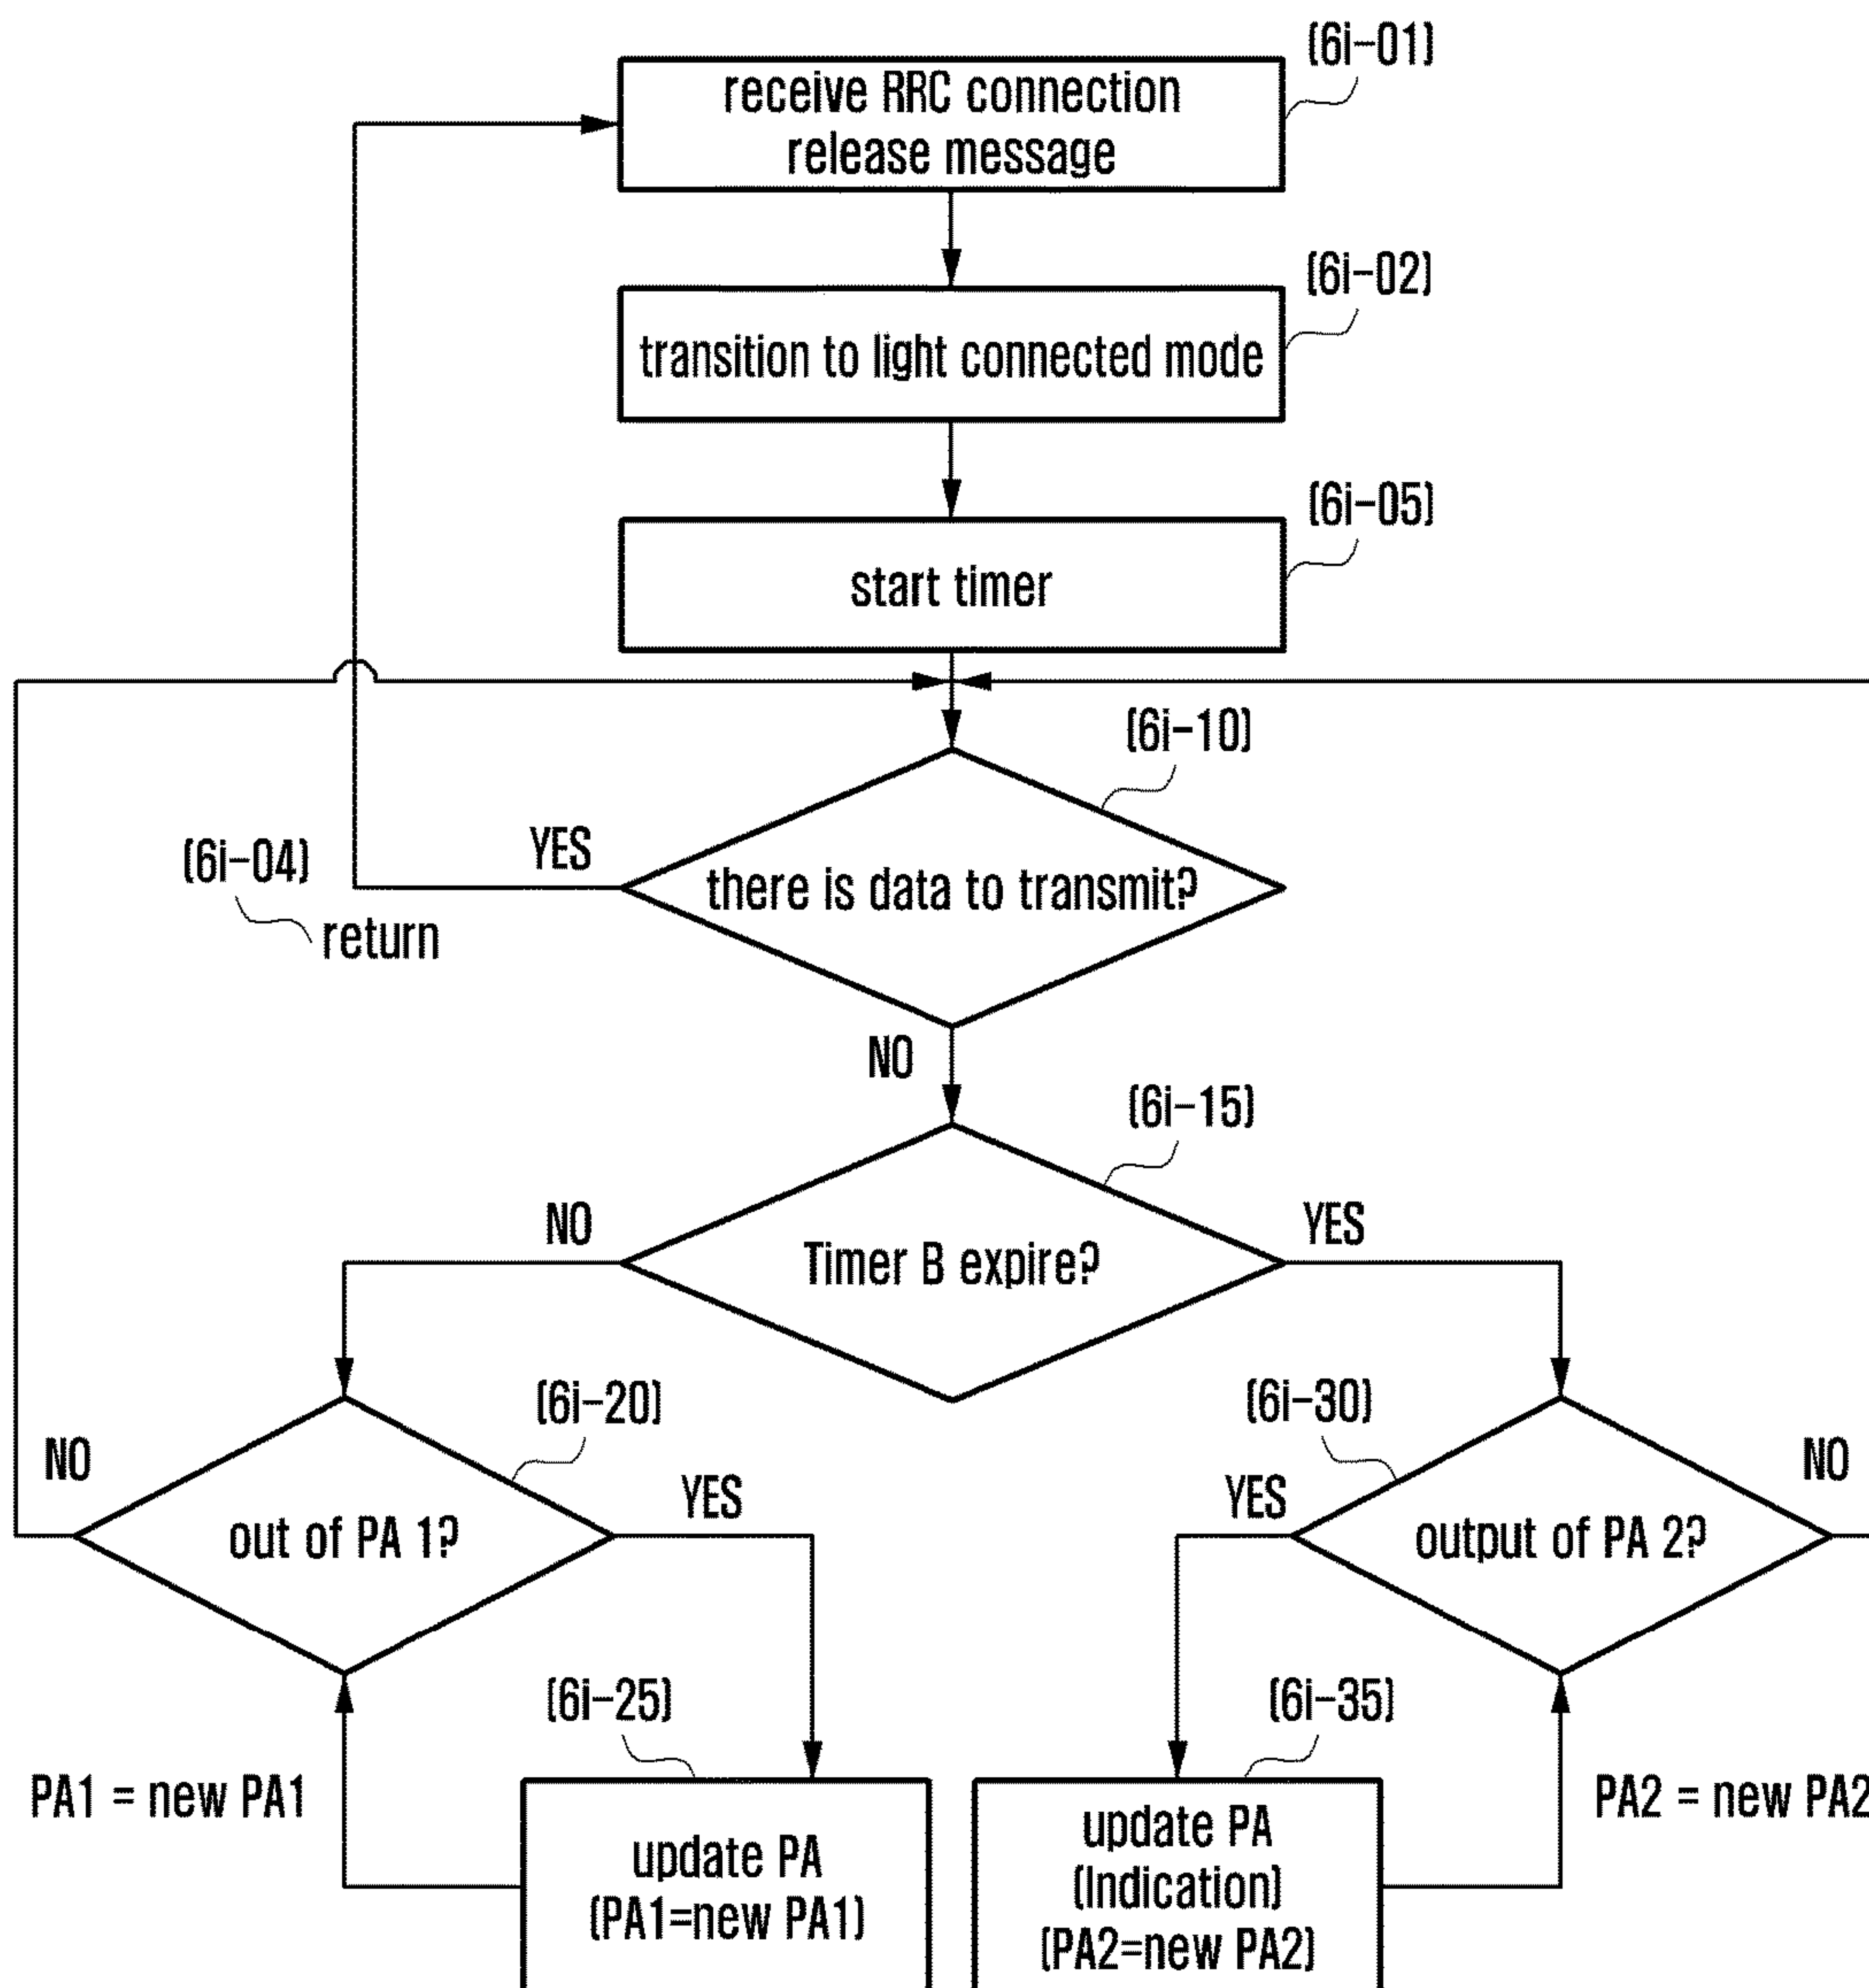 (6i-01)
receive RRC connection
release message
(6i-02)
transition to light connected mode
(6i-05)
start timer
(6i-10)
YES
there is data to transmit?
(6i-04)
return
NO
(6i-15)
NO
Timer B expire?
YES
(6i-20)
(6i-30)
NO
YES
YES
NO
out of PA 1?
output of PA 2?
(6i-25)
(6i-35)
PA1 = new PA1
PA2 = new PA2
update PA
(PA1=new PA1)
update PA
(Indication)
(PA2=new PA2)